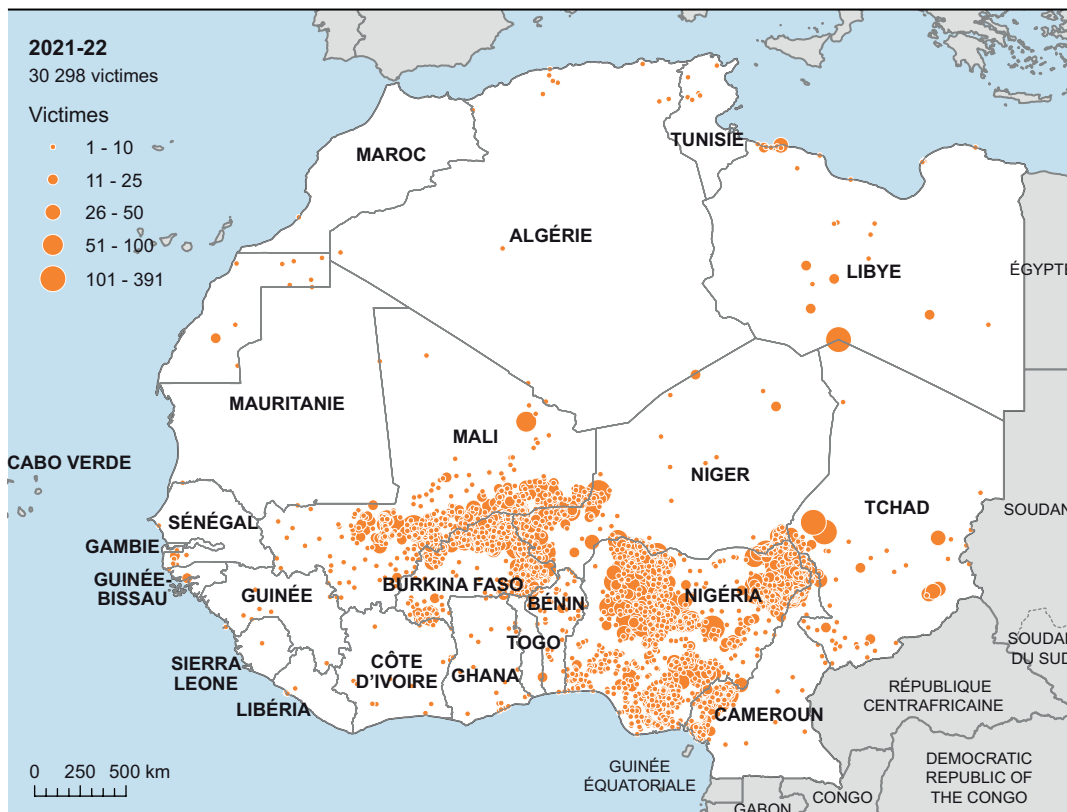 2021-22
30 298 victimes
Victimes
1 - 10
11 - 25
26 - 50
51 - 100
101 - 391
MAROC
TUNISIE
ALGÉRIE
LIBYE
ÉGYPTE
MAURITANIE
MALI
CABO VERDE
NIGER
TCHAD
SOUDAN
SÉNÉGAL
GAMBIE
GUINÉE-
BISSAU
GUINÉE
BURKINA FASO
BÉNIN
NIGÉRIA
TOGO
SIERRA
LEONE
CÔTE
D'IVOIRE
GHANA
LIBÉRIA
CAMEROUN
SOUDAN
DU SUD
RÉPUBLIQUE
CENTRAFRICAINE
GUINÉE
ÉQUATORIALE
GABON
CONGO
DEMOCRATIC
REPUBLIC OF
THE CONGO
0 250 500 km